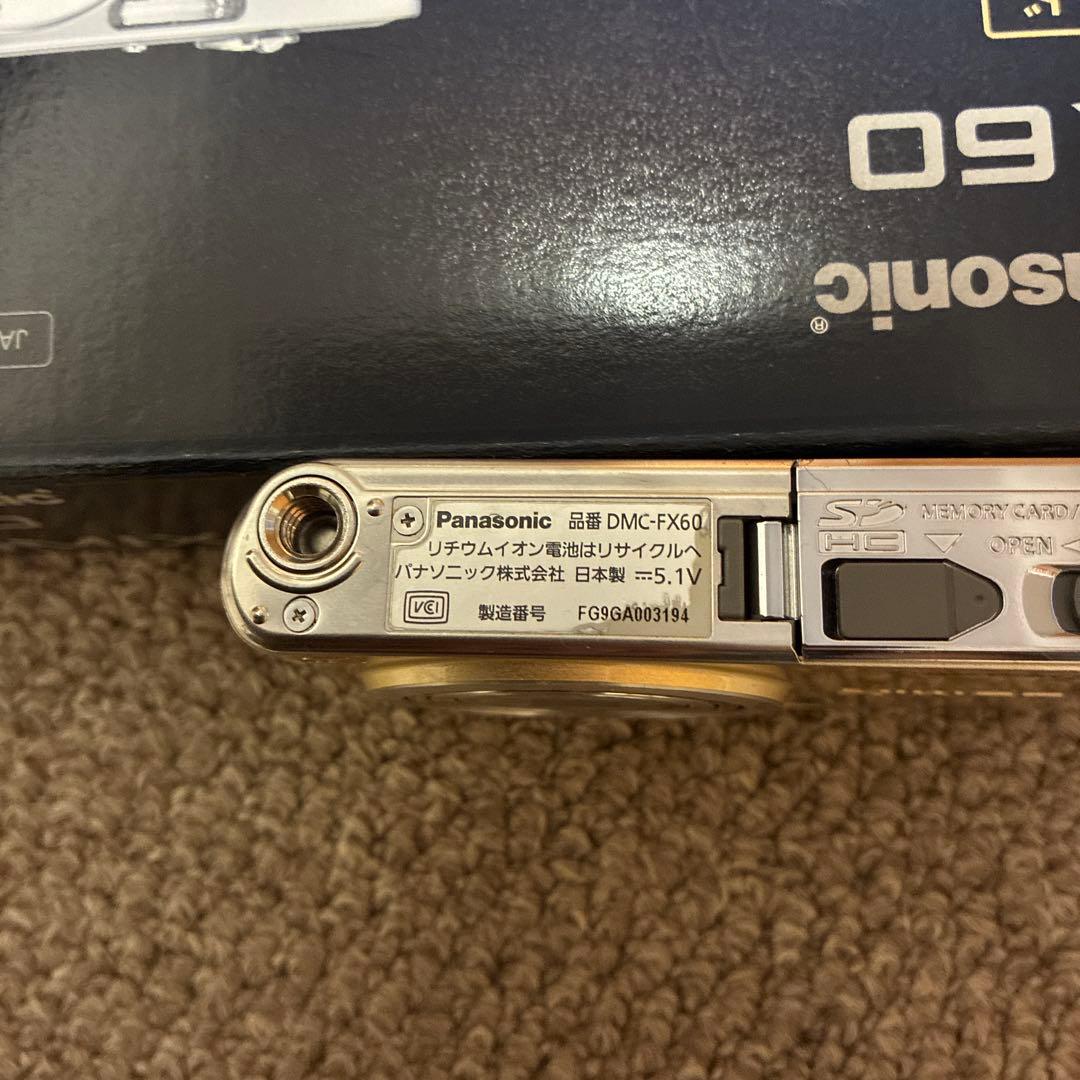 60
sonic®
JA
Panasonic 品番 DMC-FX60
リチウムイオン電池はリサイクルへ
パナソニック株式会社 日本製 ⎓5.1V
VCI
製造番号 FG9GA003194
SD MEMORY CARD/
HC OPEN